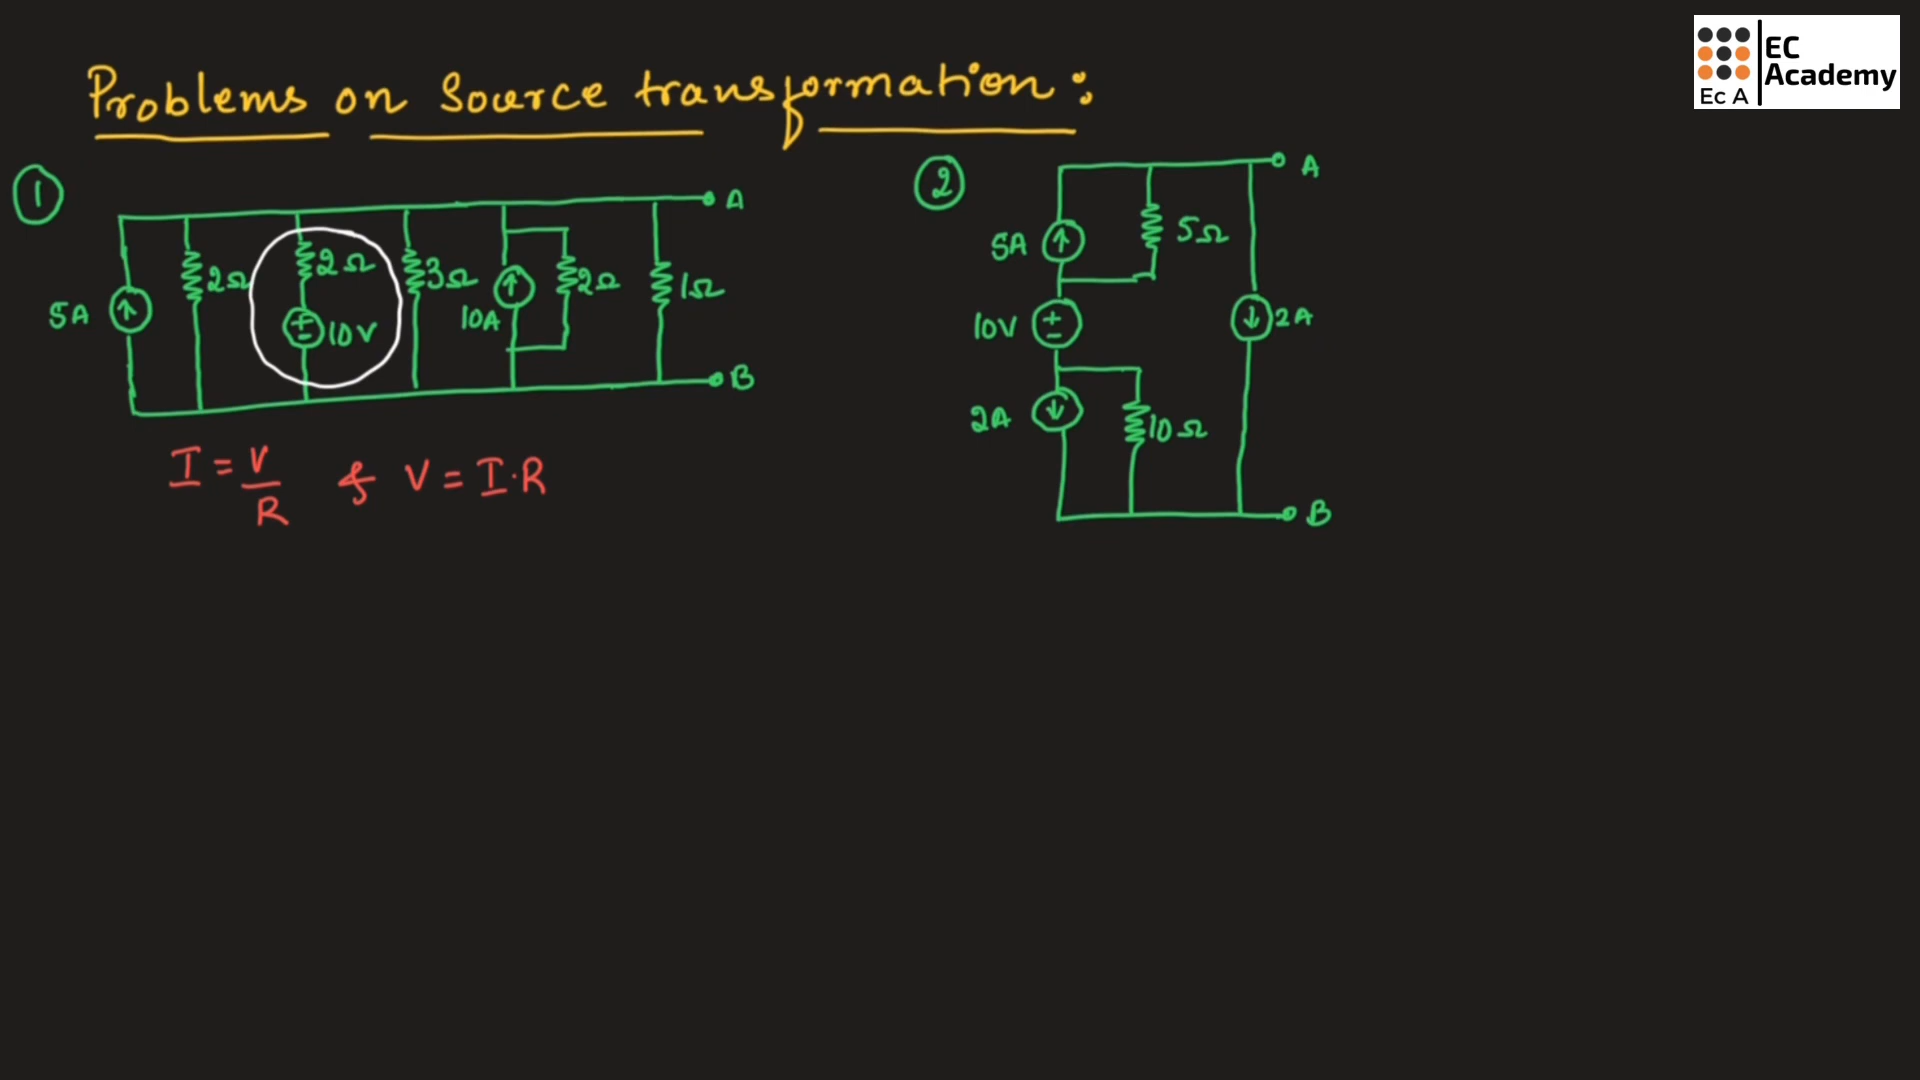 Problems on Source transformation :
EC
Academy
Ec A
1
5A
2Ω
2Ω
10V
3Ω
10A
2Ω
1Ω
A
B
I = V/R & V = I·R
2
5A
5Ω
10V
2A
10Ω
2A
A
B